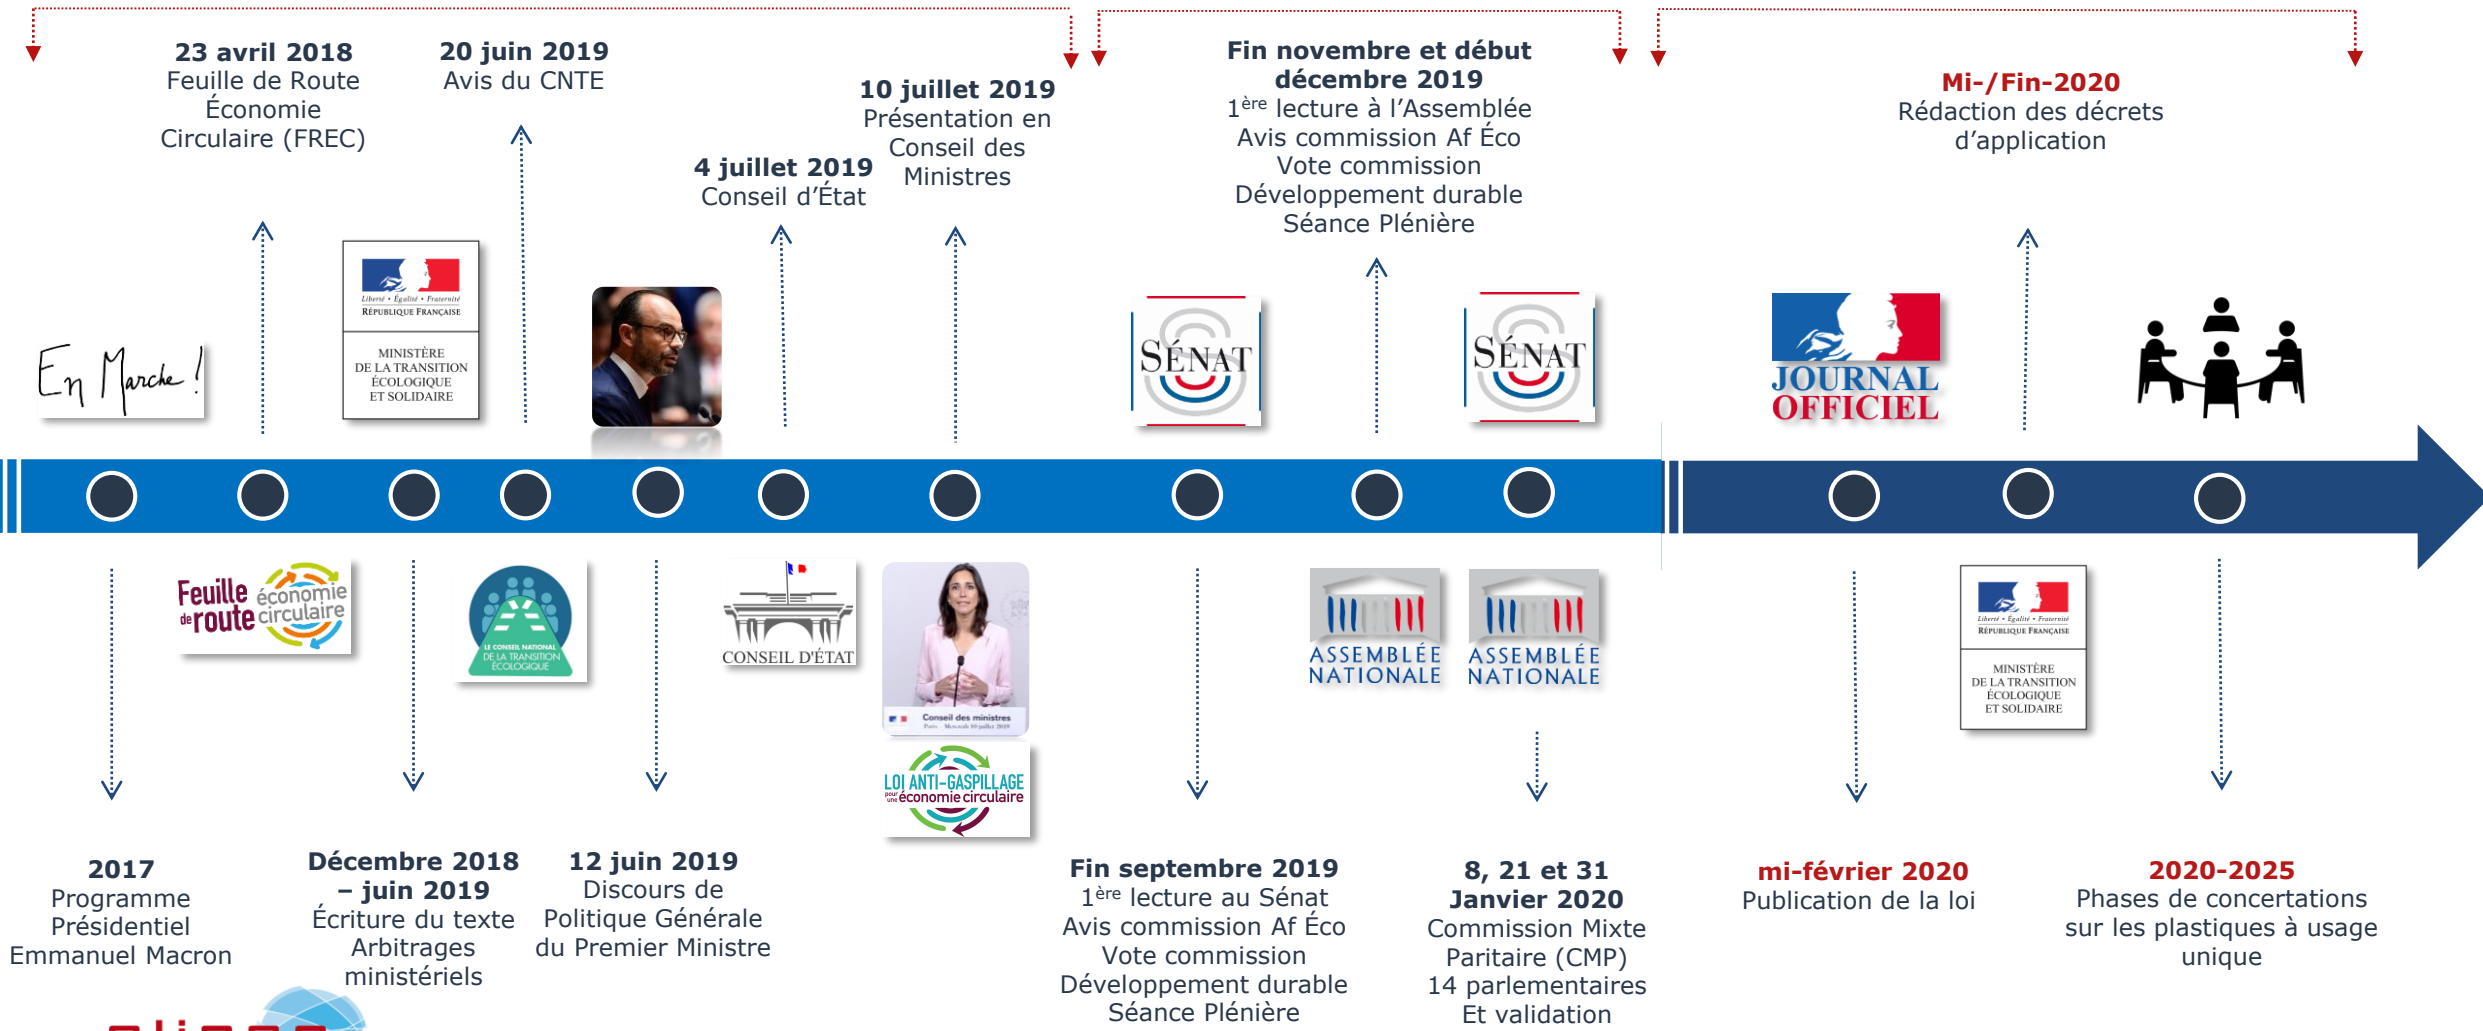 23 avril 2018
Feuille de Route
Économie
Circulaire (FREC)
20 juin 2019
Avis du CNTE
4 juillet 2019
Conseil d’État
10 juillet 2019
Présentation en
Conseil des
Ministres
Fin novembre et début
décembre 2019
1ère lecture à l’Assemblée
Avis commission Af Éco
Vote commission
Développement durable
Séance Plénière
Mi-/Fin-2020
Rédaction des décrets
d’application
En Marche !
Liberté • Égalité • Fraternité
RÉPUBLIQUE FRANÇAISE
MINISTÈRE
DE LA TRANSITION
ÉCOLOGIQUE
ET SOLIDAIRE
SÉNAT
SÉNAT
JOURNAL
OFFICIEL
Feuille
de route
économie
circulaire
LE CONSEIL NATIONAL
DE LA TRANSITION
ÉCOLOGIQUE
CONSEIL D'ÉTAT
Conseil des ministres
Paris - Mercredi 10 juillet 2019
LOI ANTI-GASPILLAGE
pour une économie circulaire
ASSEMBLÉE
NATIONALE
ASSEMBLÉE
NATIONALE
Liberté • Égalité • Fraternité
RÉPUBLIQUE FRANÇAISE
MINISTÈRE
DE LA TRANSITION
ÉCOLOGIQUE
ET SOLIDAIRE
2017
Programme
Présidentiel
Emmanuel Macron
Décembre 2018
– juin 2019
Écriture du texte
Arbitrages
ministériels
12 juin 2019
Discours de
Politique Générale
du Premier Ministre
Fin septembre 2019
1ère lecture au Sénat
Avis commission Af Éco
Vote commission
Développement durable
Séance Plénière
8, 21 et 31
Janvier 2020
Commission Mixte
Paritaire (CMP)
14 parlementaires
Et validation
mi-février 2020
Publication de la loi
2020-2025
Phases de concertations
sur les plastiques à usage
unique